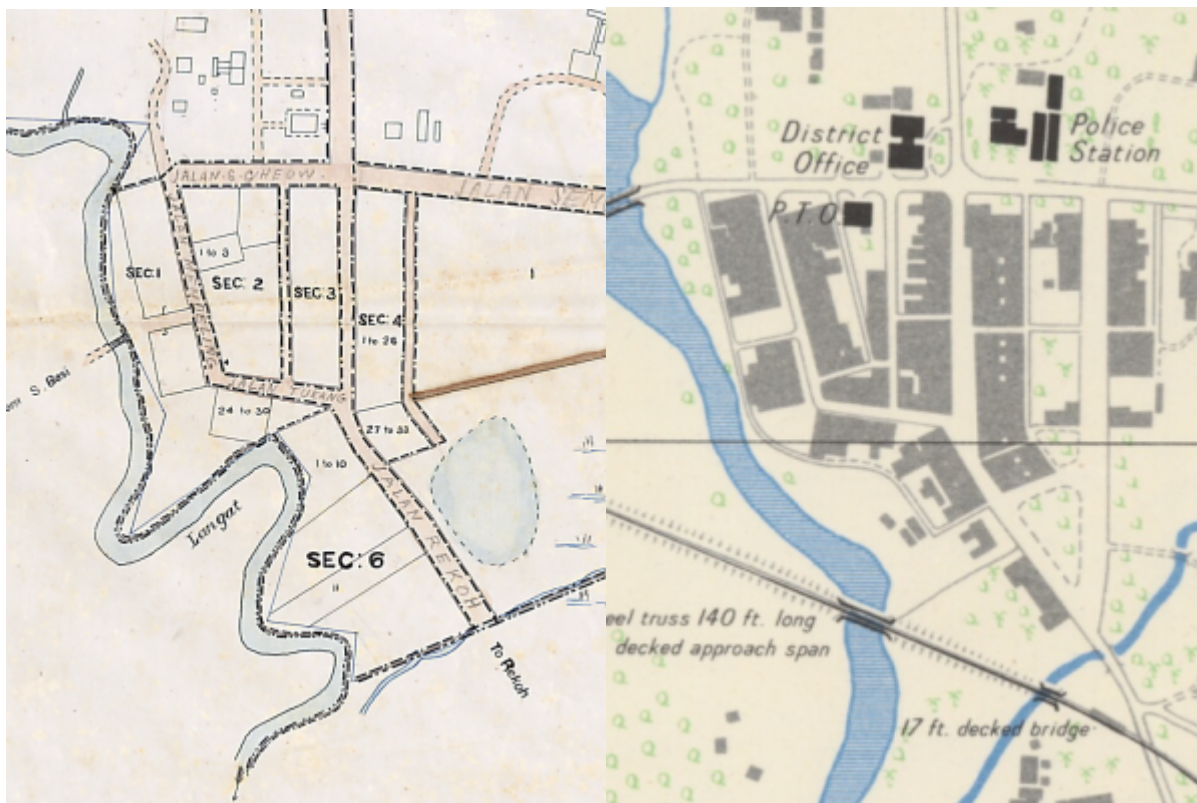 JALAN S. CHEOW.
JALAN SEN
SEC: 1
1 to 3
SEC: 2
SEC: 3
SEC: 4
1 to 26
1
S. Besi
JALAN TUKANG
24 to 30
27 to 33
1 to 10
JALAN REKOH
Langat
SEC: 6
11
To Rekoh
District
Office
Police
Station
P.T.O.
eel truss 140 ft. long
decked approach span
17 ft. decked bridge